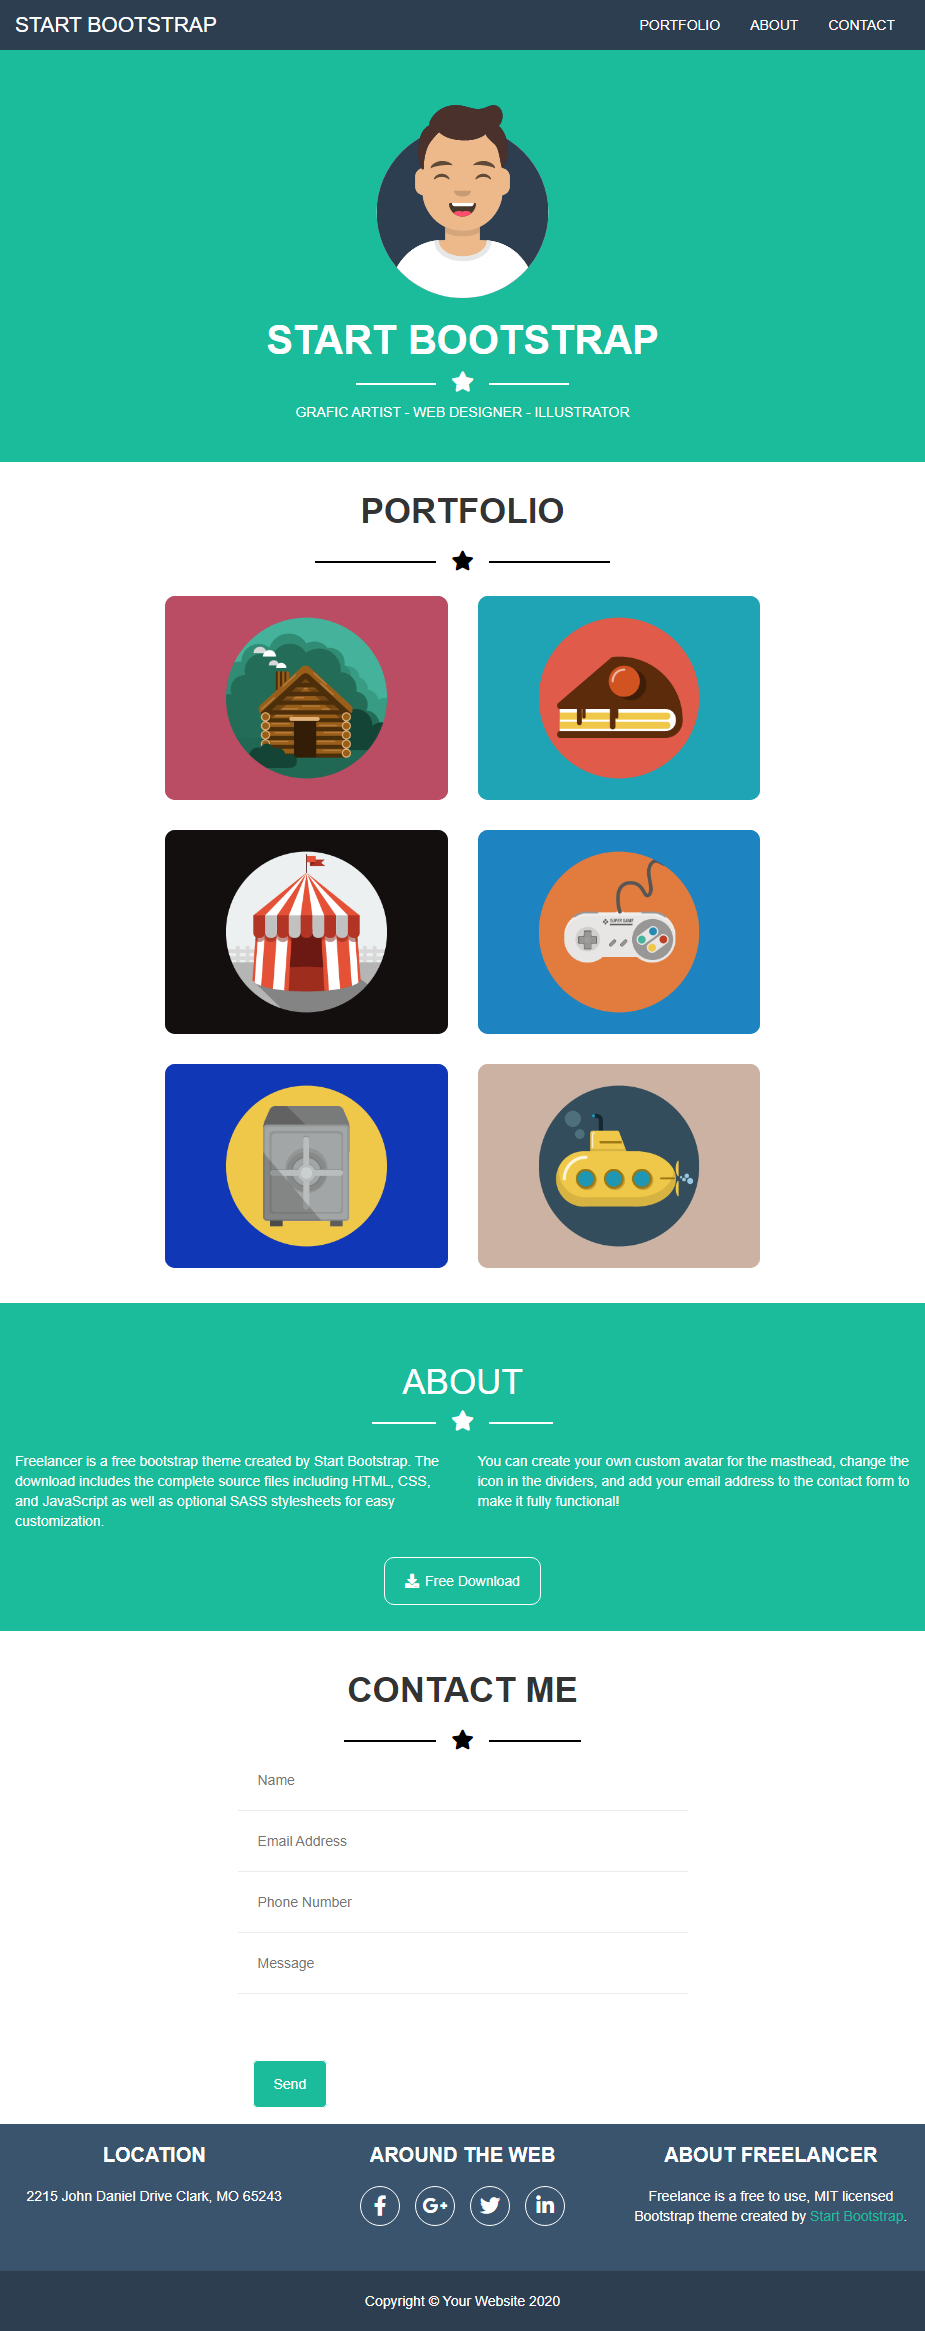 START BOOTSTRAP
PORTFOLIO
ABOUT
CONTACT
START BOOTSTRAP
GRAFIC ARTIST - WEB DESIGNER - ILLUSTRATOR
PORTFOLIO
SUPER GAME
ABOUT
Freelancer is a free bootstrap theme created by Start Bootstrap. The
download includes the complete source files including HTML, CSS,
and JavaScript as well as optional SASS stylesheets for easy
customization.
You can create your own custom avatar for the masthead, change the
icon in the dividers, and add your email address to the contact form to
make it fully functional!
Free Download
CONTACT ME
Name
Email Address
Phone Number
Message
Send
LOCATION
2215 John Daniel Drive Clark, MO 65243
AROUND THE WEB
ABOUT FREELANCER
Freelance is a free to use, MIT licensed
Bootstrap theme created by Start Bootstrap.
Copyright © Your Website 2020